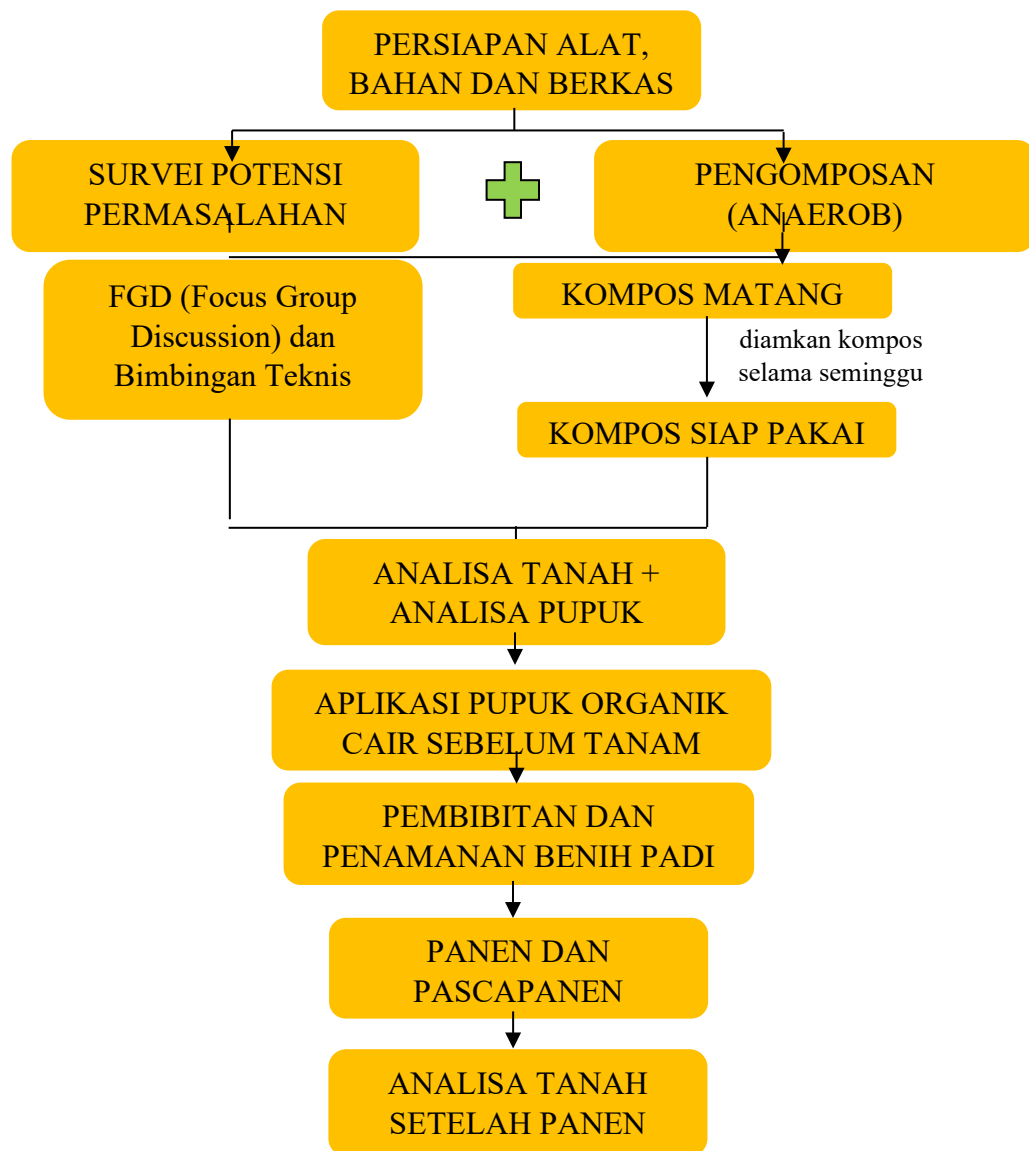 PERSIAPAN ALAT,
BAHAN DAN BERKAS
SURVEI POTENSI
PERMASALAHAN
PENGOMPOSAN
(ANAEROB)
FGD (Focus Group
Discussion) dan
Bimbingan Teknis
KOMPOS MATANG
diamkan kompos
selama seminggu
KOMPOS SIAP PAKAI
ANALISA TANAH +
ANALISA PUPUK
APLIKASI PUPUK ORGANIK
CAIR SEBELUM TANAM
PEMBIBITAN DAN
PENAMANAN BENIH PADI
PANEN DAN
PASCAPANEN
ANALISA TANAH
SETELAH PANEN